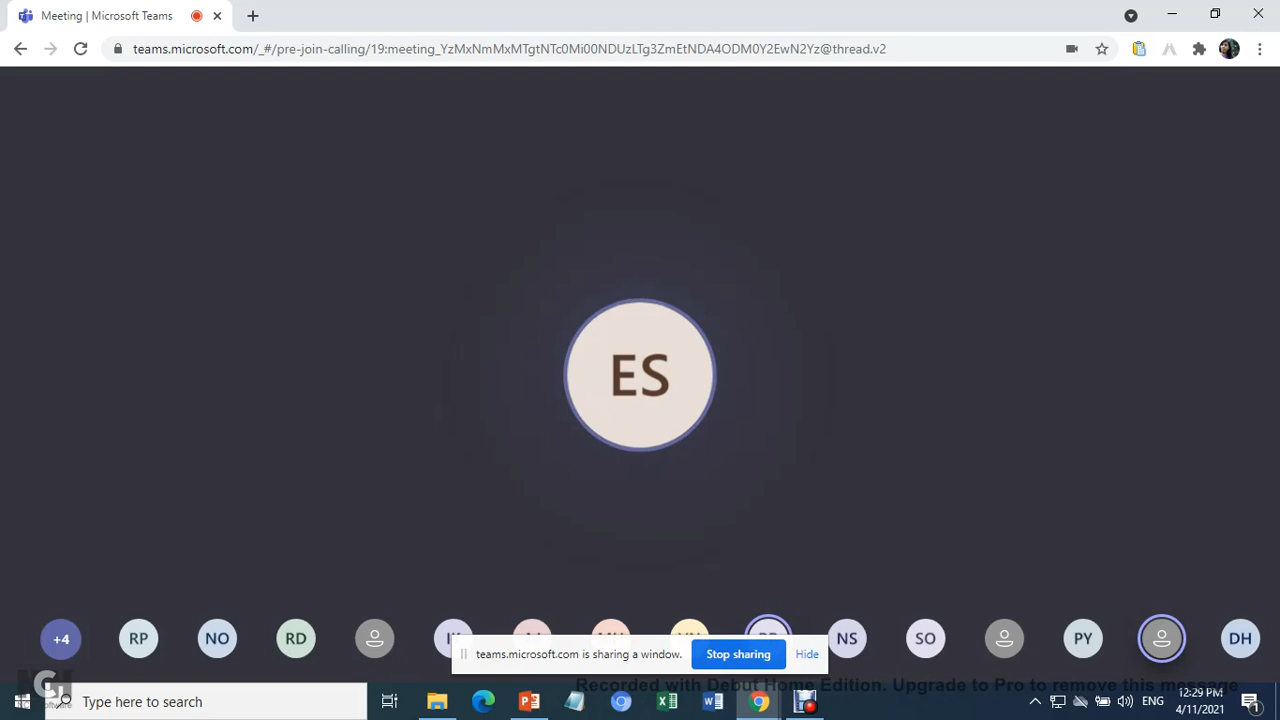 Meeting | Microsoft Teams
teams.microsoft.com/_#/pre-join-calling/19:meeting_YzMxNmMxMTgtNTc0Mi00NDUzLTg3ZmEtNDA4ODM0Y2EwN2Yz@thread.v2
ES
+4
RP
NO
RD
NS
SO
PY
DH
teams.microsoft.com is sharing a window.
Stop sharing
Hide
Recorded with Debut Home Edition. Upgrade to Pro to remove this message
Type here to search
ENG
12:29 PM
4/11/2021